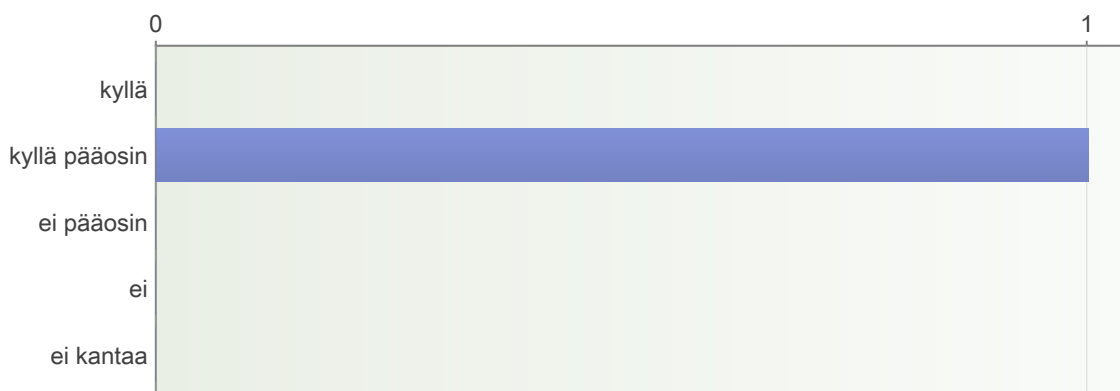 0 1
kyllä
kyllä pääosin
ei pääosin
ei
ei kantaa